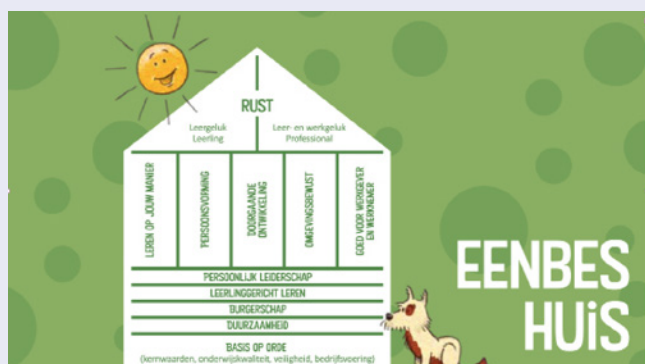 RUST
Leergeluk
Leerling
Leer- en werkgeluk
Professional
LEREN OP JOUW MANIER
PERSOONSVORMING
DOORGAANDE
ONTWIKKELING
OMGEVINGSBEWUST
GOED VOOR WERKGEVER
EN WERKNEMER
PERSOONLIJK LEIDERSCHAP
LEERLINGGERICHT LEREN
BURGERSCHAP
DUURZAAMHEID
BASIS OP ORDE
(kernwaarden, onderwijskwaliteit, veiligheid, bedrijfsvoering)
EENBES
HUiS